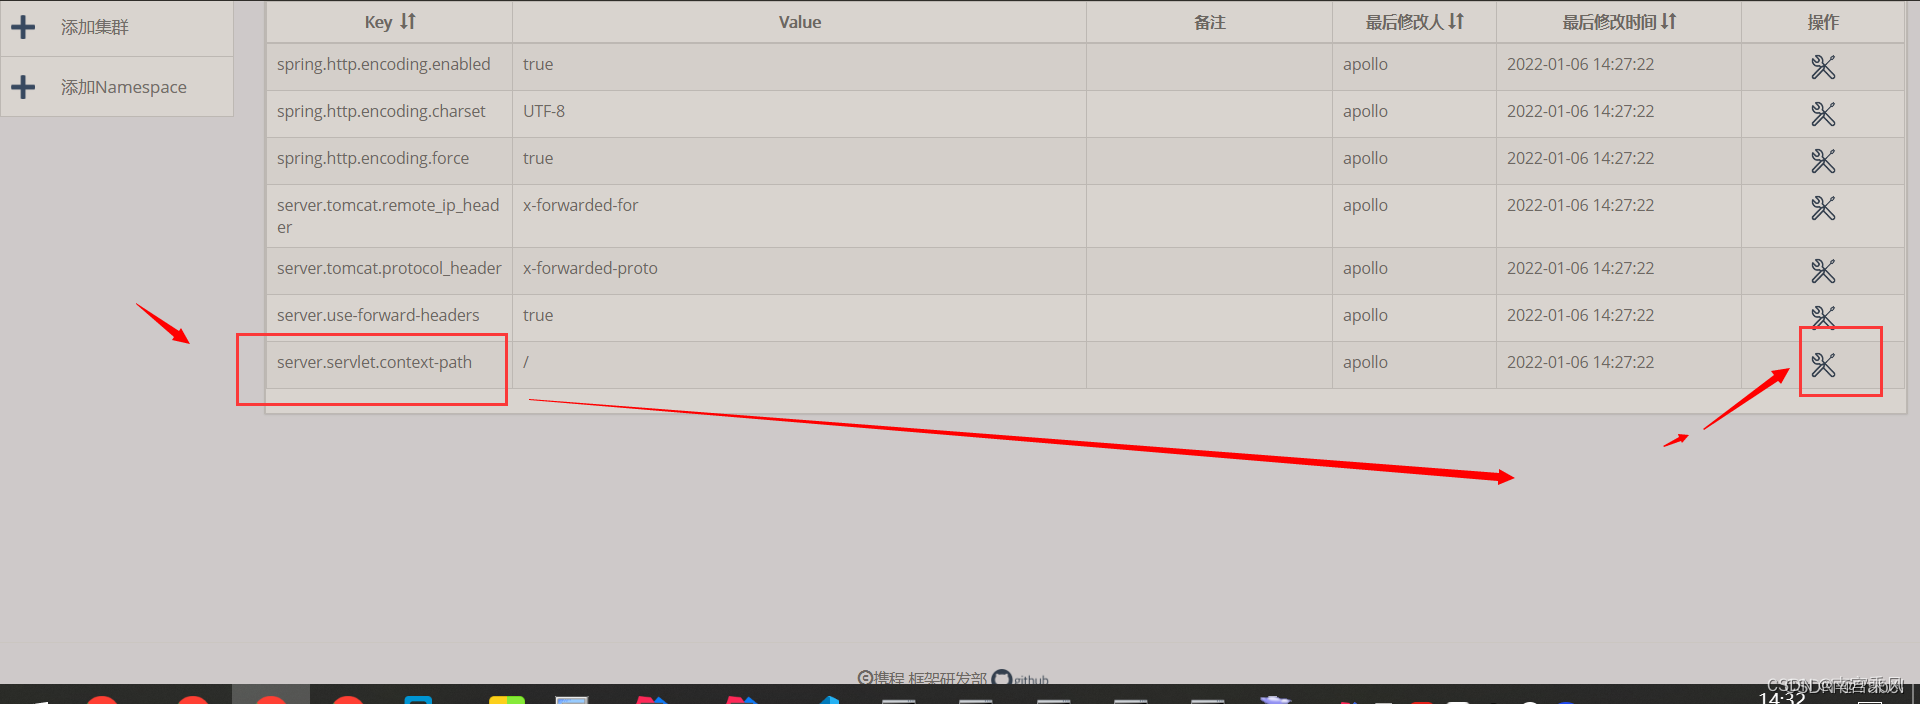 添加集群
添加Namespace
Key Value 备注 最后修改人 最后修改时间 操作
spring.http.encoding.enabled true apollo 2022-01-06 14:27:22
spring.http.encoding.charset UTF-8 apollo 2022-01-06 14:27:22
spring.http.encoding.force true apollo 2022-01-06 14:27:22
server.tomcat.remote_ip_head x-forwarded-for apollo 2022-01-06 14:27:22
er
server.tomcat.protocol_header x-forwarded-proto apollo 2022-01-06 14:27:22
server.use-forward-headers true apollo 2022-01-06 14:27:22
server.servlet.context-path / apollo 2022-01-06 14:27:22
©携程 框架研发部 github
14:32